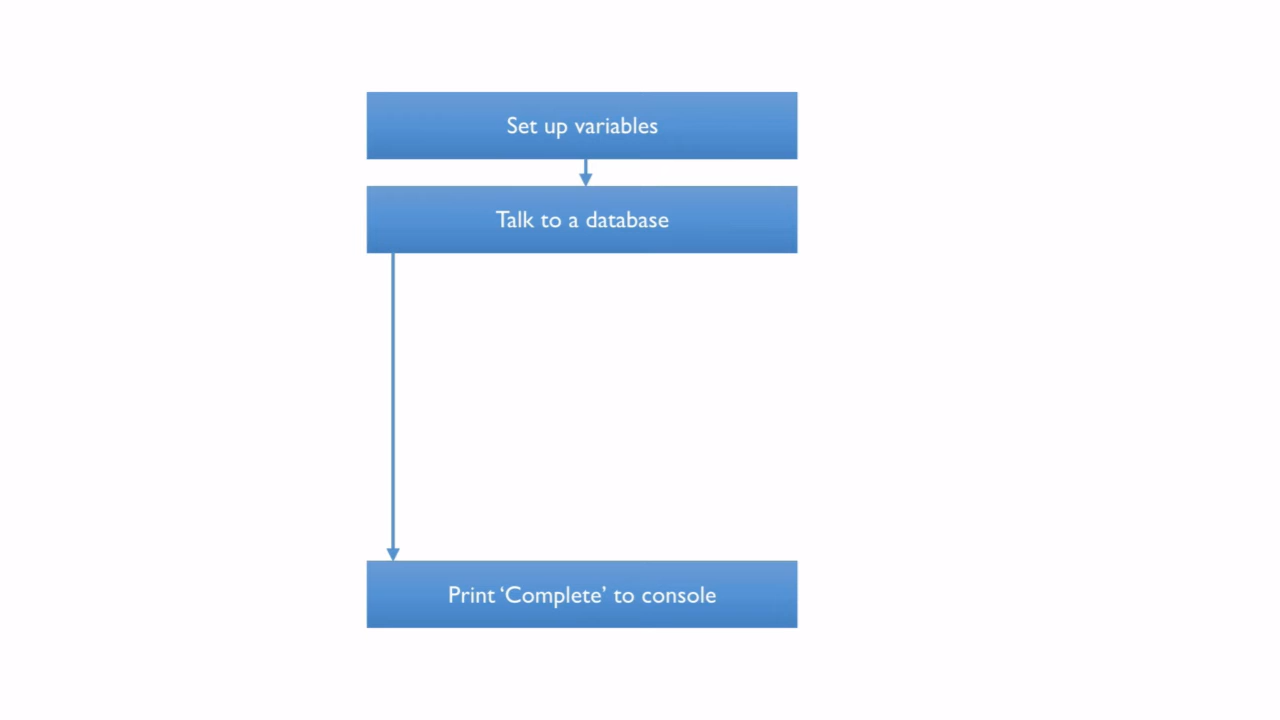 Set up variables
Talk to a database
Print ‘Complete’ to console